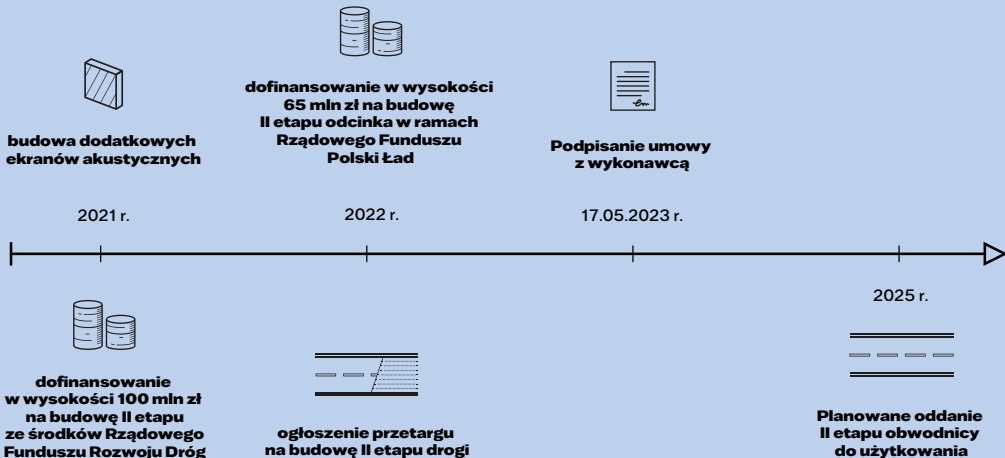 budowa dodatkowych
ekranów akustycznych
2021 r.
dofinansowanie
w wysokości 100 mln zł
na budowę II etapu
ze środków Rządowego
Funduszu Rozwoju Dróg
dofinansowanie w wysokości
65 mln zł na budowę
II etapu odcinka w ramach
Rządowego Funduszu
Polski Ład
2022 r.
ogłoszenie przetargu
na budowę II etapu drogi
Podpisanie umowy
z wykonawcą
17.05.2023 r.
2025 r.
Planowane oddanie
II etapu obwodnicy
do użytkowania